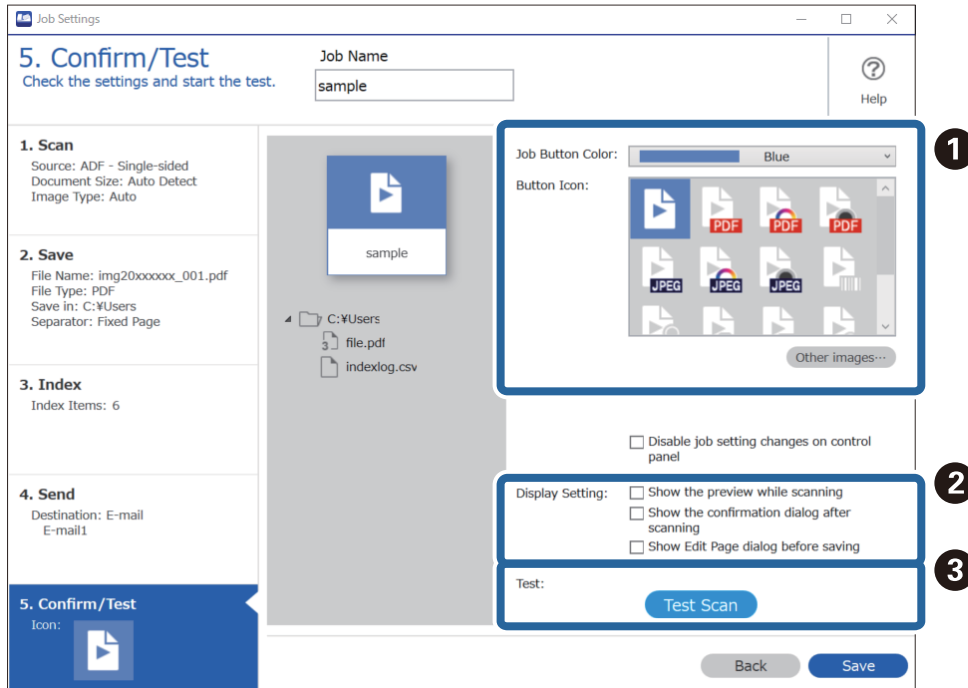 Job Settings
5. Confirm/Test
Check the settings and start the test.
Job Name
sample
Help
1. Scan
Source: ADF - Single-sided
Document Size: Auto Detect
Image Type: Auto
2. Save
File Name: img20xxxxxx_001.pdf
File Type: PDF
Save in: C:¥Users
Separator: Fixed Page
3. Index
Index Items: 6
4. Send
Destination: E-mail
E-mail1
5. Confirm/Test
Icon:
sample
C:¥Users
3 file.pdf
indexlog.csv
1
Job Button Color: Blue
Button Icon:
PDF PDF PDF
JPEG JPEG JPEG
Other images…
Disable job setting changes on control
panel
2
Display Setting: Show the preview while scanning
Show the confirmation dialog after
scanning
Show Edit Page dialog before saving
3
Test:
Test Scan
Back Save